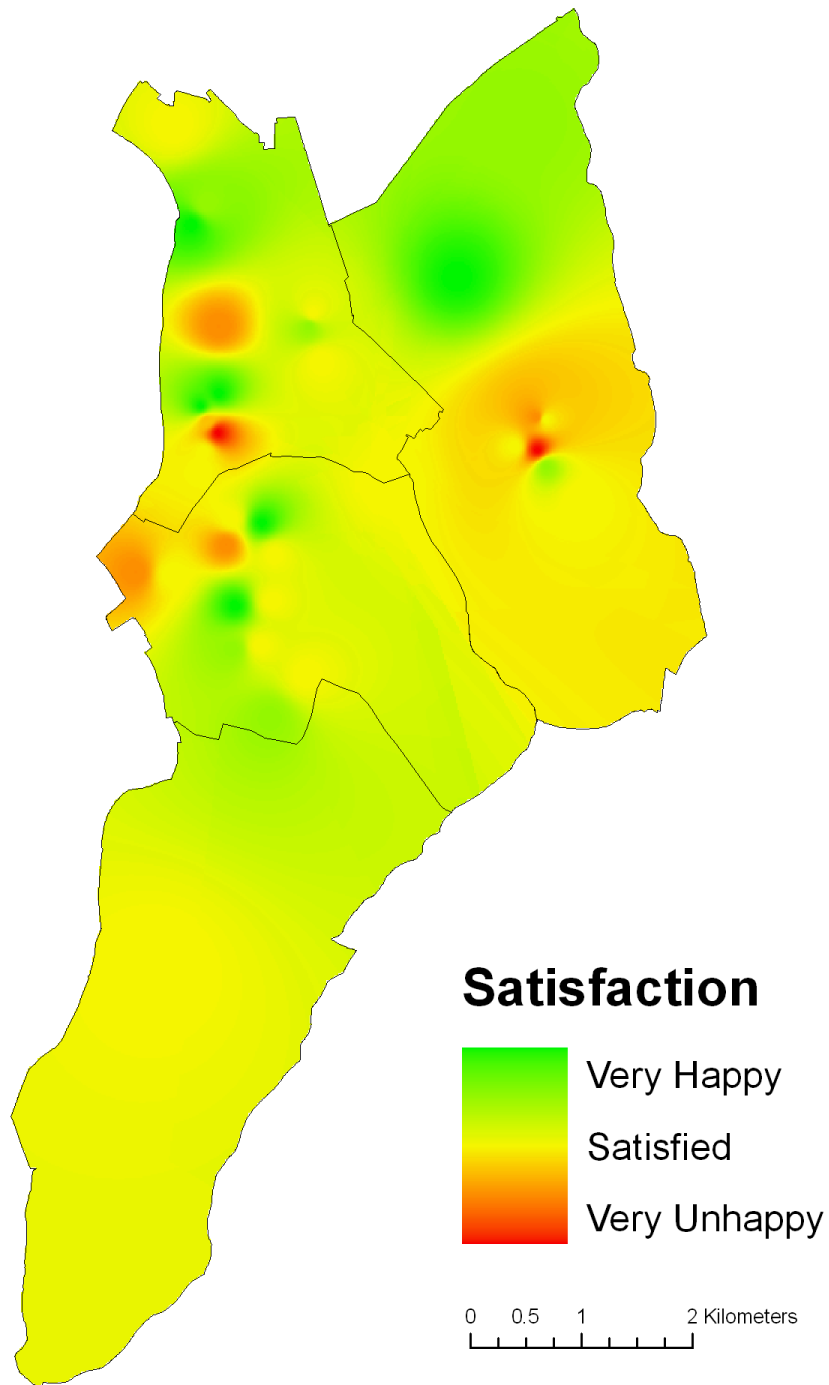 Satisfaction
Very Happy
Satisfied
Very Unhappy
0 0.5 1 2 Kilometers